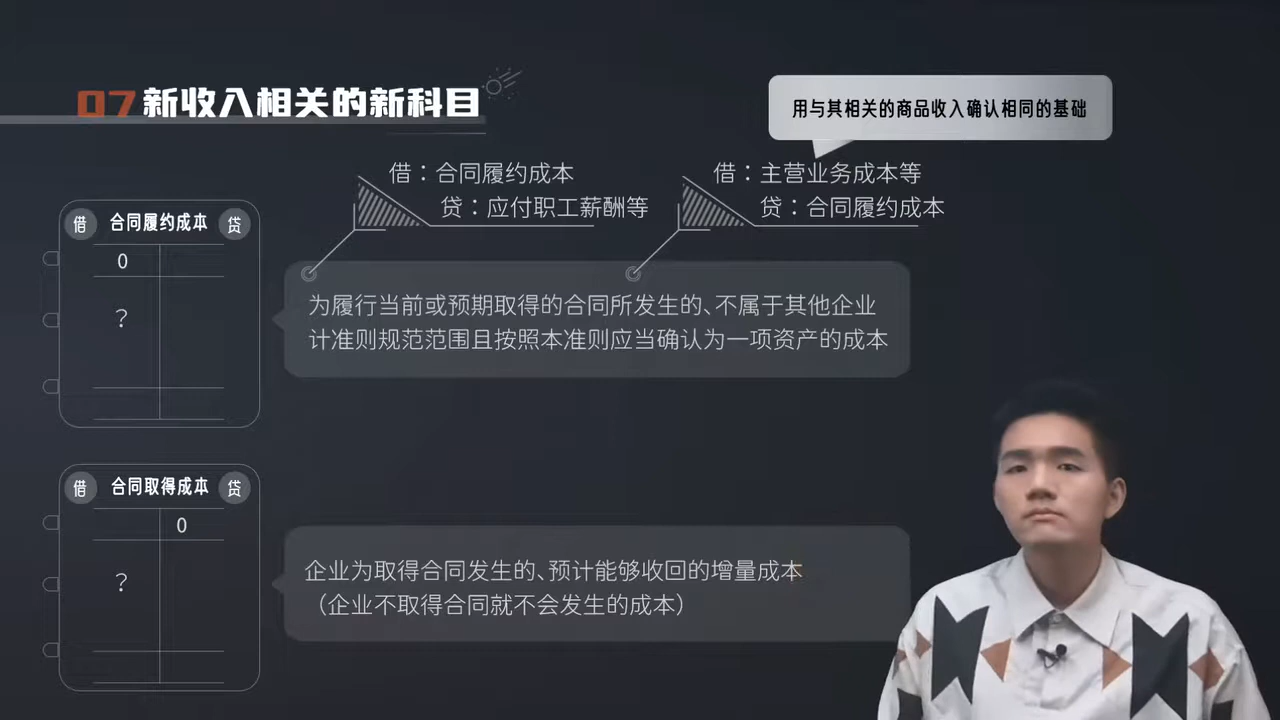 07 新收入相关的新科目
用与其相关的商品收入确认相同的基础
借：合同履约成本
贷：应付职工薪酬等
借：主营业务成本等
贷：合同履约成本
借 合同履约成本 贷
0
？
为履行当前或预期取得的合同所发生的、不属于其他企业
计准则规范范围且按照本准则应当确认为一项资产的成本
借 合同取得成本 贷
0
？
企业为取得合同发生的、预计能够收回的增量成本
（企业不取得合同就不会发生的成本）